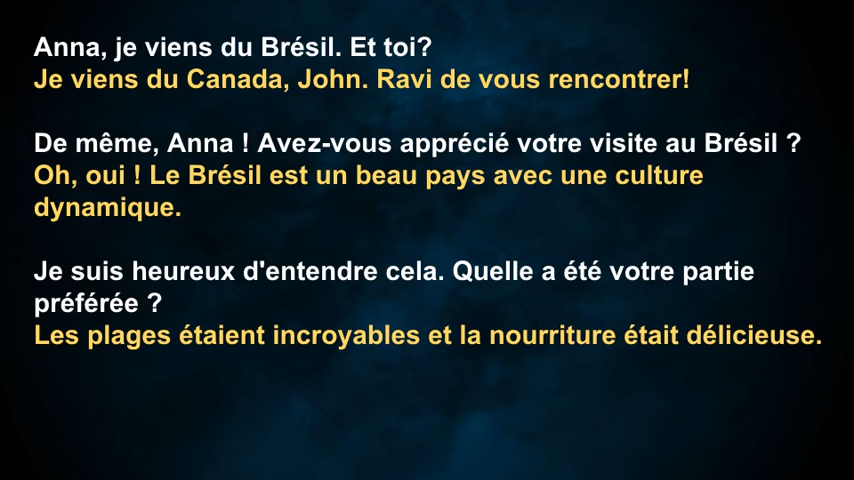 Anna, je viens du Brésil. Et toi?
Je viens du Canada, John. Ravi de vous rencontrer!
De même, Anna ! Avez-vous apprécié votre visite au Brésil ?
Oh, oui ! Le Brésil est un beau pays avec une culture
dynamique.
Je suis heureux d'entendre cela. Quelle a été votre partie
préférée ?
Les plages étaient incroyables et la nourriture était délicieuse.